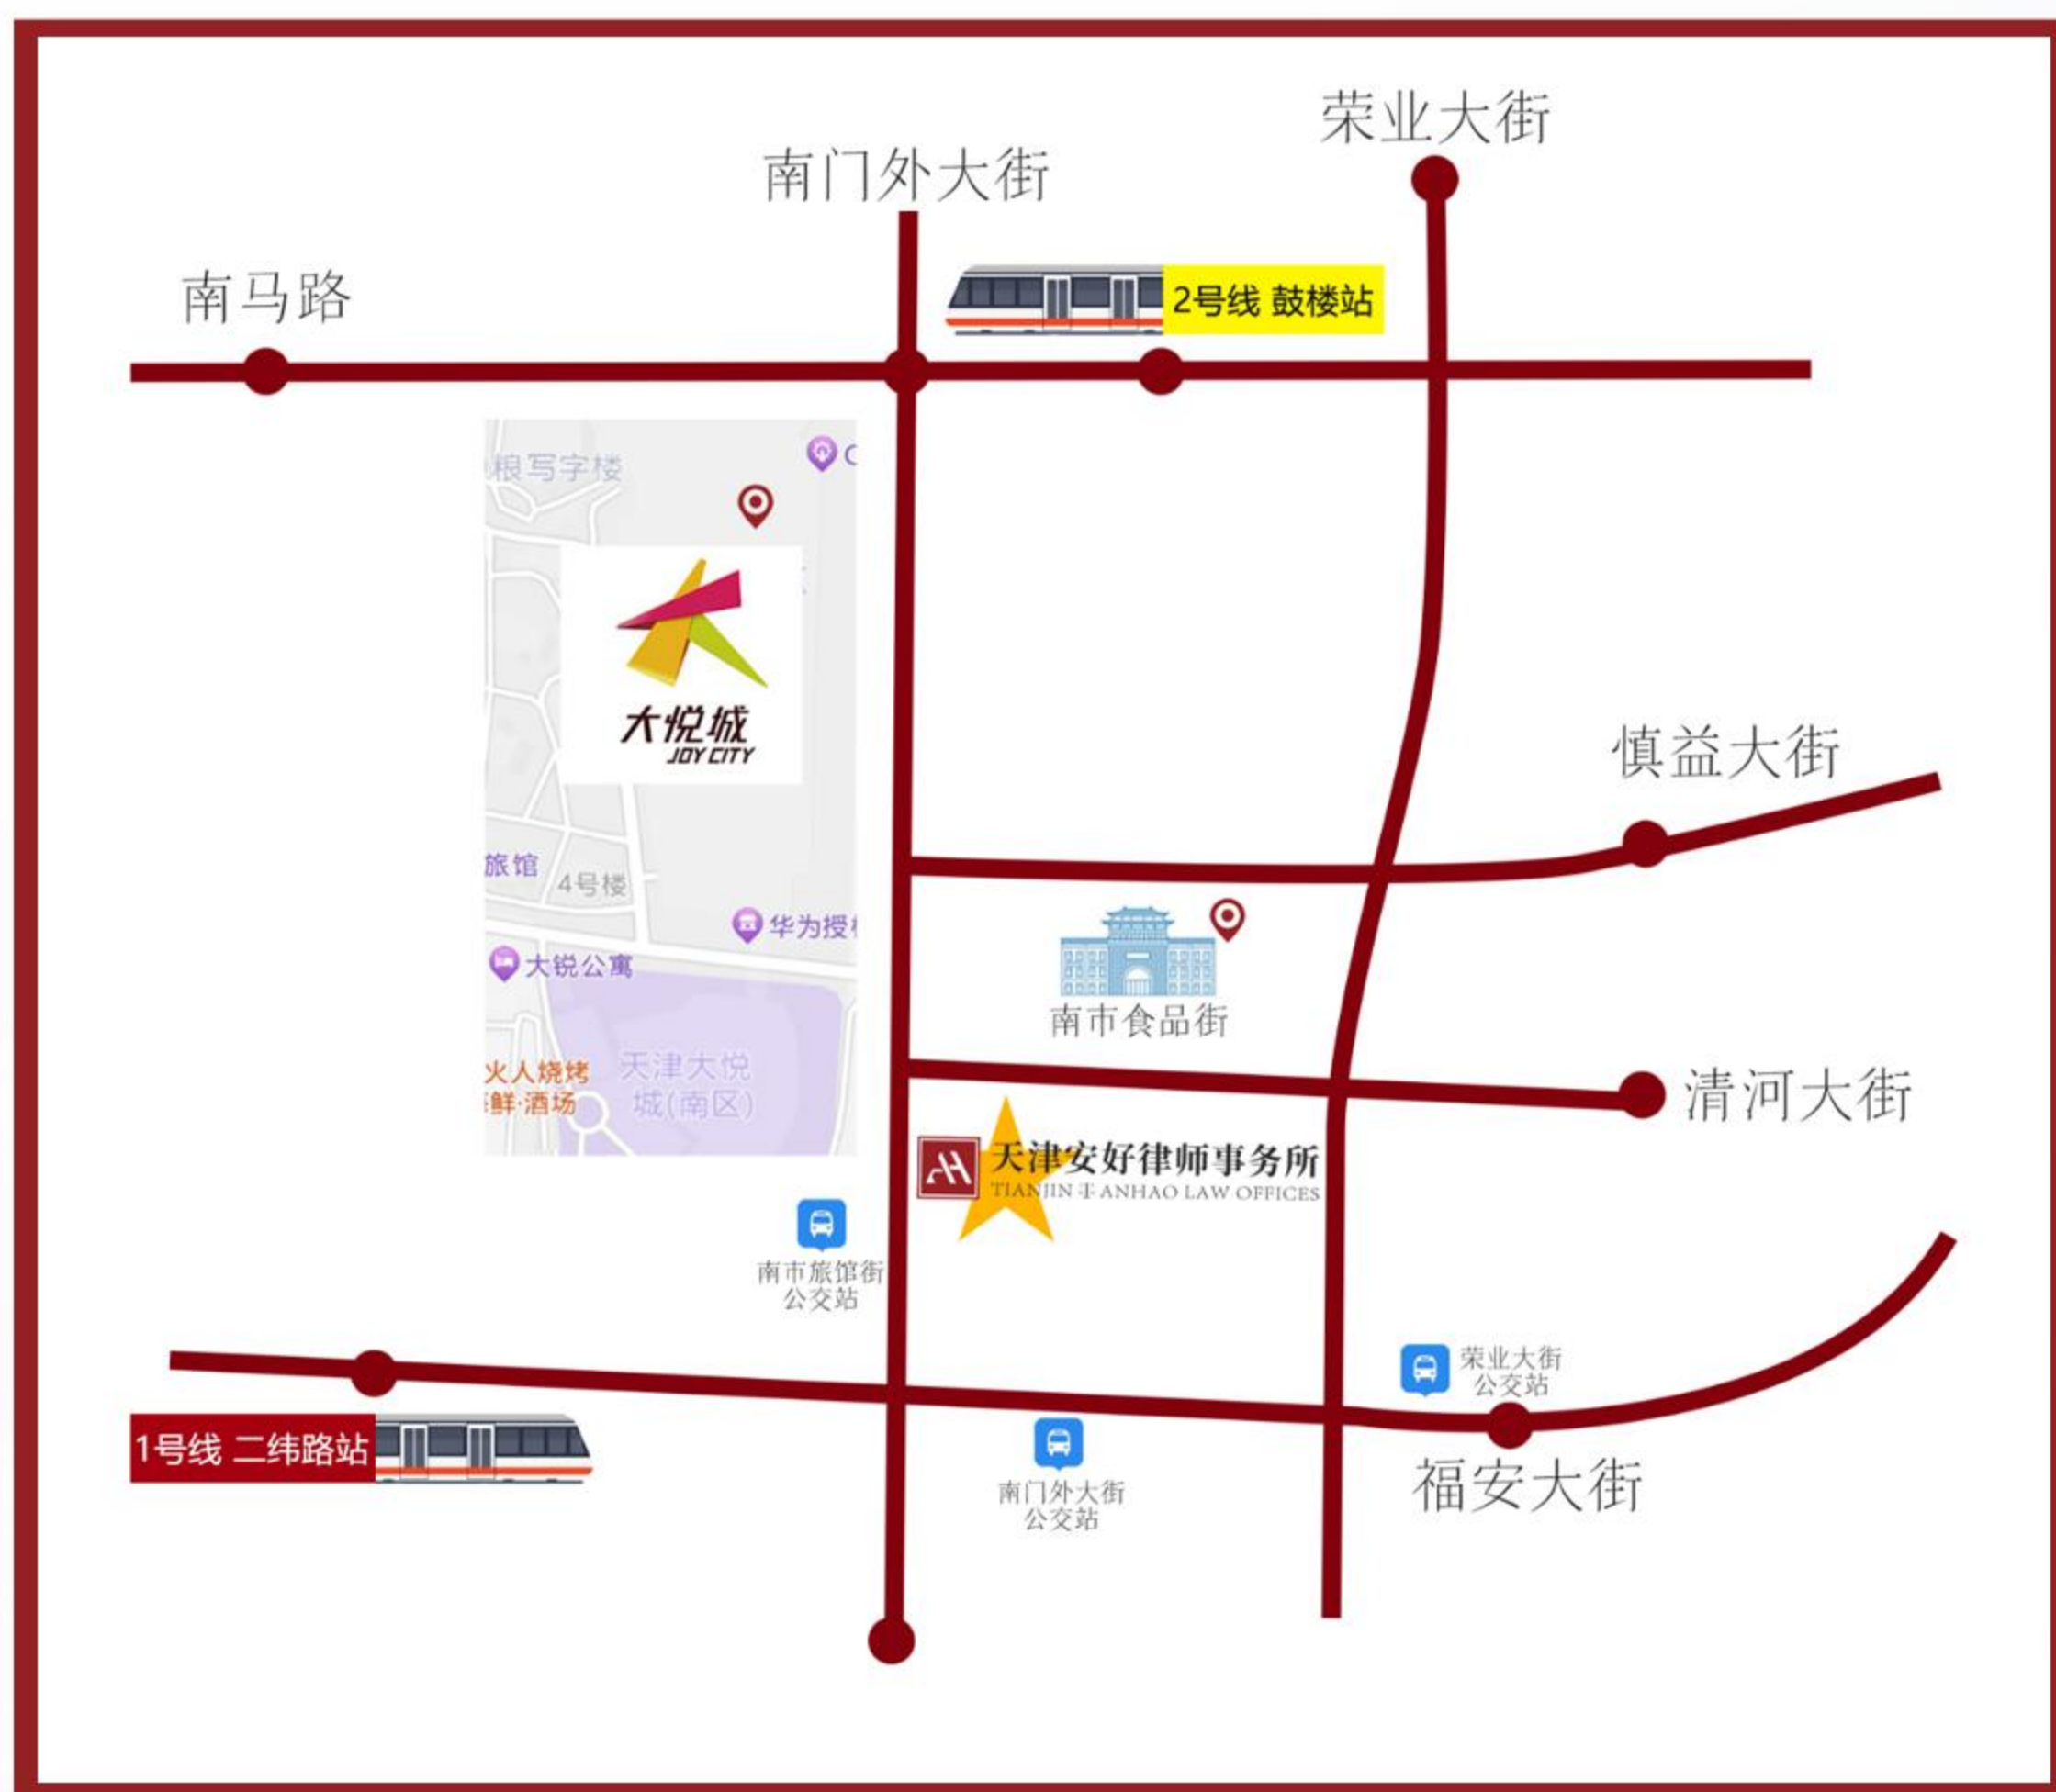 荣业大街
南门外大街
2号线 鼓楼站
南马路
粮写字楼
C
大悦城
JOY CITY
慎益大街
旅馆
4号楼
华为授
大锐公寓
南市食品街
火人烧烤
鲜·酒场
天津大悦
城(南区)
清河大街
天津安好律师事务所
TIANJIN ANHAO LAW OFFICES
南市旅馆街
公交站
荣业大街
公交站
1号线 二纬路站
南门外大街
公交站
福安大街